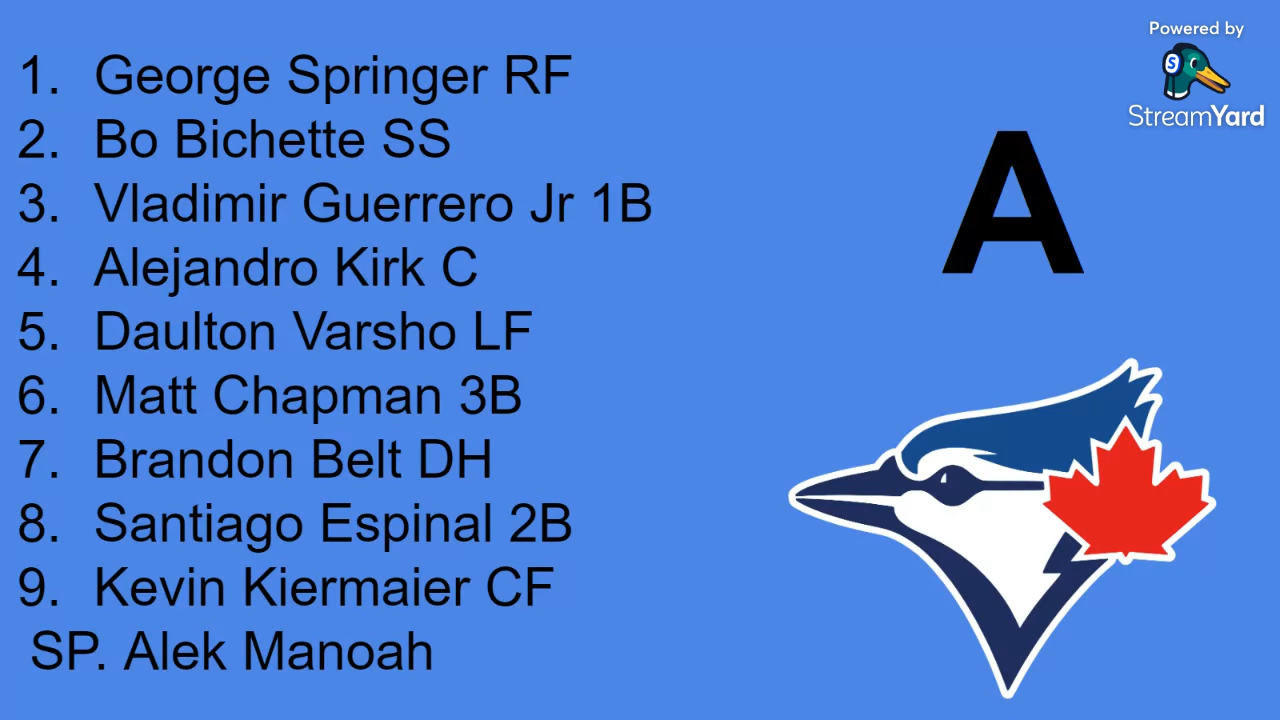 Powered by
StreamYard
1. George Springer RF
2. Bo Bichette SS
3. Vladimir Guerrero Jr 1B
4. Alejandro Kirk C
5. Daulton Varsho LF
6. Matt Chapman 3B
7. Brandon Belt DH
8. Santiago Espinal 2B
9. Kevin Kiermaier CF
SP. Alek Manoah
A